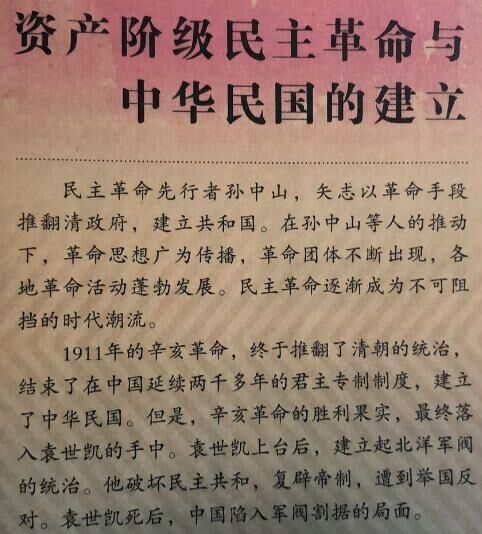 资产阶级民主革命与
中华民国的建立
民主革命先行者孙中山，矢志以革命手段
推翻清政府，建立共和国。在孙中山等人的推动
下，革命思想广为传播，革命团体不断出现，各
地革命活动蓬勃发展。民主革命逐渐成为不可阻
挡的时代潮流。
1911年的辛亥革命，终于推翻了清朝的统治，
结束了在中国延续两千多年的君主专制制度，建立
了中华民国。但是，辛亥革命的胜利果实，最终落
入袁世凯的手中。袁世凯上台后，建立起北洋军阀
的统治。他破坏民主共和，复辟帝制，遭到举国反
对。袁世凯死后，中国陷入军阀割据的局面。